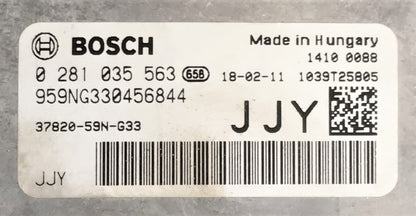 BOSCH
Made in Hungary
1410 0088
0 281 035 563 658 18-02-11 1039T25805
959NG330456844
37820-59N-G33
JJY
JJY